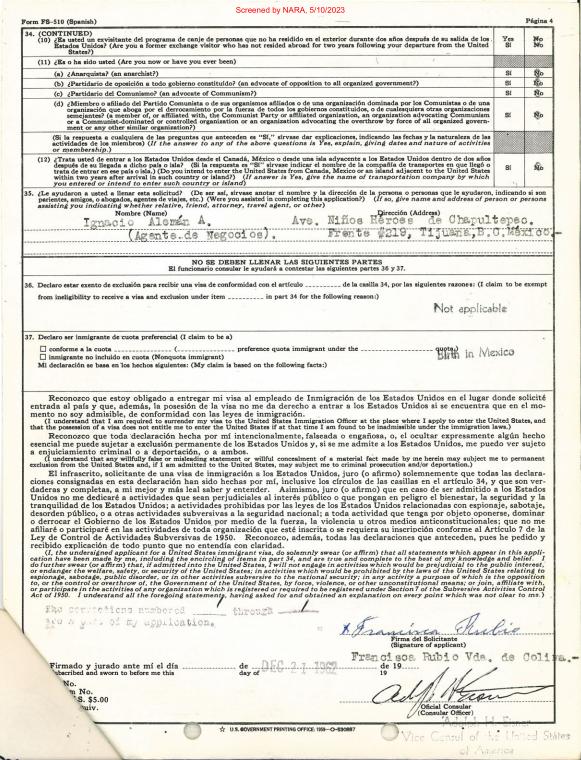 Screened by NARA, 5/10/2023
Form FS-510 (Spanish)
Página 4
34. (CONTINUED)
(10) ¿Es usted un exvisitante del programa de canje de personas que no ha residido en el exterior durante dos años después de su salida de los
Estados Unidos? (Are you a former exchange visitor who has not resided abroad for two years following your departure from the United
States?)
Yes No
Sí No
(11) ¿Es o ha sido usted (Are you now or have you ever been)
(a) ¿Anarquista? (an anarchist?) Sí No
(b) ¿Partidario de oposición a todo gobierno constituído? (an advocate of opposition to all organized government?) Sí No
(c) ¿Partidario del Comunismo? (an advocate of Communism?) Sí No
(d) ¿Miembro o afiliado del Partido Comunista o de sus organismos afiliados o de una organización dominada por los Comunistas o de una
organización que aboga por el derrocamiento por la fuerza de todos los gobiernos constituídos, o de cualesquiera otras organizaciones
semejantes? (a member of, or affiliated with, the Communist Party or affiliated organization, an organization advocating Communism
or a Communist-dominated or controlled organization or an organization advocating the overthrow by force of all organized govern-
ment or any other similar organization?)
Sí No
(Si la respuesta a cualquiera de las preguntas que anteceden es "Sí," sírvase dar explicaciones, indicando las fechas y la naturaleza de las
actividades de los miembros) (If the answer to any of the above questions is Yes, explain, giving dates and nature of activities
or membership.)
(12) ¿Trata usted de entrar a los Estados Unidos desde el Canadá, México o desde una isla adyacente a los Estados Unidos dentro de dos años
después de su llegada a dicho país o isla? (Si la respuesta es "Sí" sírvase indicar el nombre de la compañía de transportes en que llegó o
trata de entrar en ese país o isla.) (Do you intend to enter the United States from Canada, Mexico or an island adjacent to the United States
within two years after arrival in such country or island?) (If answer is Yes, give the name of transportation company by which
you entered or intend to enter such country or island)
Sí No
35. ¿Le ayudaron a usted a llenar esta solicitud? (De ser así, sírvase anotar el nombre y la dirección de la persona o personas que le ayudaron, indicando si son
parientes, amigos, o abogados, agentes de viajes, etc.) (Were you assisted in completing this application?) (If so, give name and address of person or persons
assisting you indicating whether relative, friend, attorney, travel agent, or other)
Nombre (Name) Dirección (Address)
Ignacio Alemán A. Ave. Niños Héroes de Chapultepec.
(Agente de Negocios). Frente #219, Tijuana, B.C. México.-
NO SE DEBEN LLENAR LAS SIGUIENTES PARTES
El funcionario consular le ayudará a contestar las siguientes partes 36 y 37.
36. Declaro estar exento de exclusión para recibir una visa de conformidad con el artículo de la casilla 34, por las siguientes razones: (I claim to be exempt
from ineligibility to receive a visa and exclusion under item in part 34 for the following reason:)
Not applicable
37. Declaro ser inmigrante de cuota preferencial (I claim to be a)
conforme a la cuota ( preference quota immigrant under the quota.)
inmigrante no incluído en cuota (Nonquota immigrant)
Birth in Mexico
Mi declaración se basa en los hechos siguientes: (My claim is based on the following facts:)
Reconozco que estoy obligado a entregar mi visa al empleado de Inmigración de los Estados Unidos en el lugar donde solicité
entrada al país y que, además, la posesión de la visa no me da derecho a entrar a los Estados Unidos si se encuentra que en el mo-
mento no soy admisible, de conformidad con las leyes de inmigración.
(I understand that I am required to surrender my visa to the United States Immigration Officer at the place where I apply to enter the United States, and
that the possession of a visa does not entitle me to enter the United States if at that time I am found to be inadmissible under the immigration laws.)
Reconozco que toda declaración hecha por mí intencionalmente, falseada o engañosa, o, el ocultar expresamente algún hecho
esencial me puede sujetar a exclusión permanente de los Estados Unidos y, si se me admite a los Estados Unidos, me puedo ver sujeto
a enjuiciamiento criminal o a deportación, o a ambos.
(I understand that any willfully false or misleading statement or willful concealment of a material fact made by me herein may subject me to permanent
exclusion from the United States and, if I am admitted to the United States, may subject me to criminal prosecution and/or deportation.)
El infrascrito, solicitante de una visa de inmigración a los Estados Unidos, juro (o afirmo) solemnemente que todas las declara-
ciones consignadas en esta declaración han sido hechas por mí, inclusive los círculos de las casillas en el artículo 34, y que son ver-
daderas y completas, a mi mejor y más leal saber y entender. Asimismo, juro (o afirmo) que en caso de ser admitido a los Estados
Unidos no me dedicaré a actividades que sean perjudiciales al interés público o que pongan en peligro el bienestar, la seguridad y la
tranquilidad de los Estados Unidos; a actividades prohibidas por las leyes de los Estados Unidos relacionadas con espionaje, sabotaje,
desorden público, o a otras actividades subversivas a la seguridad nacional; a toda actividad que tenga por objeto oponerse, dominar
o derrocar el Gobierno de los Estados Unidos por medio de la fuerza, la violencia u otros medios anticonstitucionales; que no me
afiliaré o participaré en las actividades de toda organización que esté inscrita o se requiera su inscripción conforme al Artículo 7 de la
Ley de Control de Actividades Subversivas de 1950. Reconozco, además, todas las declaraciones que anteceden, pues he pedido y
recibido explicación de todo punto que no entendía con claridad.
(I, the undersigned applicant for a United States immigrant visa, do solemnly swear (or affirm) that all statements which appear in this appli-
cation have been made by me, including the encircling of items in part 34, and are true and complete to the best of my knowledge and belief. I
do further swear (or affirm) that, if admitted into the United States, I will not engage in activities which would be prejudicial to the public interest,
or endanger the welfare, safety, or security of the United States; in activities which would be prohibited by the laws of the United States relating to
espionage, sabotage, public disorder, or in other activities subversive to the national security; in any activity a purpose of which is the opposition
to, or the control or overthrow of, the Government of the United States, by force, violence, or other unconstitutional means; or join, affiliate with,
or participate in the activities of any organization which is registered or required to be registered under Section 7 of the Subversive Activities Control
Act of 1950. I understand all the foregoing statements, having asked for and obtained an explanation on every point which was not clear to me.)
The corrections numbered 1 through 1
are a part of my application.
x Francisca Rubio
Firma del Solicitante
(Signature of applicant)
Francisca Rubio Vda. de Coliva.-
Firmado y jurado ante mí el día de DEC 21 1962 de 19
Subscribed and sworn to before this day of 19
No.
m No.
S. $5.00
uiv.
Oficial Consular
(Consular Officer)
☆ U.S. GOVERNMENT PRINTING OFFICE: 1959—O-530887
Vice Consul of the United States
of America